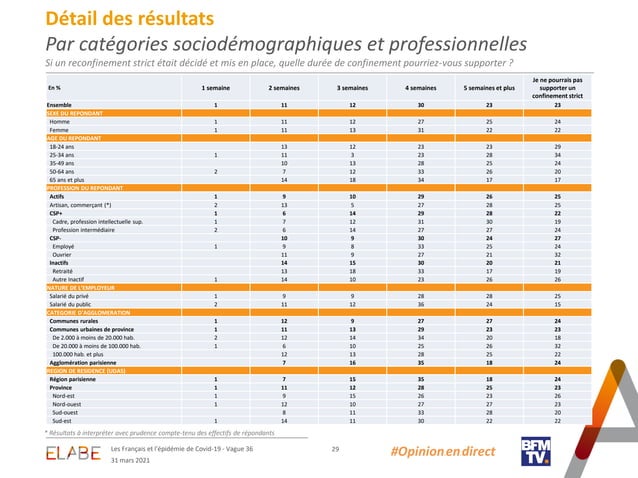 Détail des résultats
Par catégories sociodémographiques et professionnelles
Si un reconfinement strict était décidé et mis en place, quelle durée de confinement pourriez-vous supporter ?
En % 1 semaine 2 semaines 3 semaines 4 semaines 5 semaines et plus Je ne pourrais pas supporter un confinement strict
Ensemble 1 11 12 30 23 23
SEXE DU REPONDANT
Homme 1 11 12 27 25 24
Femme 1 11 13 31 22 22
AGE DU REPONDANT
18-24 ans 13 12 23 23 29
25-34 ans 1 11 3 23 28 34
35-49 ans 10 13 28 25 24
50-64 ans 2 7 12 33 26 20
65 ans et plus 14 18 34 17 17
PROFESSION DU REPONDANT
Actifs 1 9 10 29 26 25
Artisan, commerçant (*) 2 13 5 27 28 25
CSP+ 1 6 14 29 28 22
Cadre, profession intellectuelle sup. 1 7 12 31 30 19
Profession intermédiaire 2 6 14 27 27 24
CSP- 10 9 30 24 27
Employé 1 9 8 33 25 24
Ouvrier 11 9 27 21 32
Inactifs 14 15 30 20 21
Retraité 13 18 33 17 19
Autre Inactif 1 14 10 23 26 26
NATURE DE L'EMPLOYEUR
Salarié du privé 1 9 9 28 28 25
Salarié du public 2 11 12 36 24 15
CATEGORIE D'AGGLOMERATION
Communes rurales 1 12 9 27 27 24
Communes urbaines de province 1 11 13 29 23 23
De 2.000 à moins de 20.000 hab. 2 12 14 34 20 18
De 20.000 à moins de 100.000 hab. 1 6 10 25 26 32
100.000 hab. et plus 12 13 28 25 22
Agglomération parisienne 7 16 35 18 24
REGION DE RESIDENCE (UDA5)
Région parisienne 1 7 15 35 18 24
Province 1 11 12 28 25 23
Nord-est 1 9 15 26 23 26
Nord-ouest 1 12 10 27 27 23
Sud-ouest 8 11 33 28 20
Sud-est 1 14 11 30 22 22
* Résultats à interpréter avec prudence compte-tenu des effectifs de répondants
ELABE
Les Français et l'épidémie de Covid-19 - Vague 36
31 mars 2021
29
#Opinionendirect
BFM
TV.